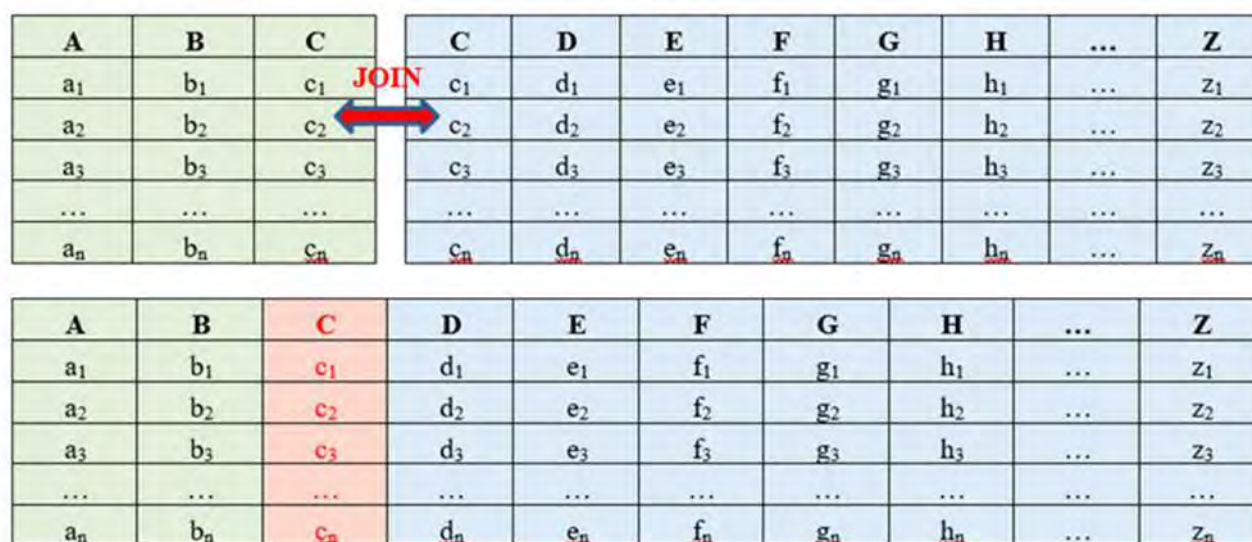 A B C C D E F G H ... Z
JOIN
a₁ b₁ c₁ c₁ d₁ e₁ f₁ g₁ h₁ ... z₁
a₂ b₂ c₂ c₂ d₂ e₂ f₂ g₂ h₂ ... z₂
a₃ b₃ c₃ c₃ d₃ e₃ f₃ g₃ h₃ ... z₃
... ... ... ... ... ... ... ... ... ... ...
aₙ bₙ cₙ cₙ dₙ eₙ fₙ gₙ hₙ ... zₙ
A B C D E F G H ... Z
a₁ b₁ c₁ d₁ e₁ f₁ g₁ h₁ ... z₁
a₂ b₂ c₂ d₂ e₂ f₂ g₂ h₂ ... z₂
a₃ b₃ c₃ d₃ e₃ f₃ g₃ h₃ ... z₃
... ... ... ... ... ... ... ... ... ...
aₙ bₙ cₙ dₙ eₙ fₙ gₙ hₙ ... zₙ